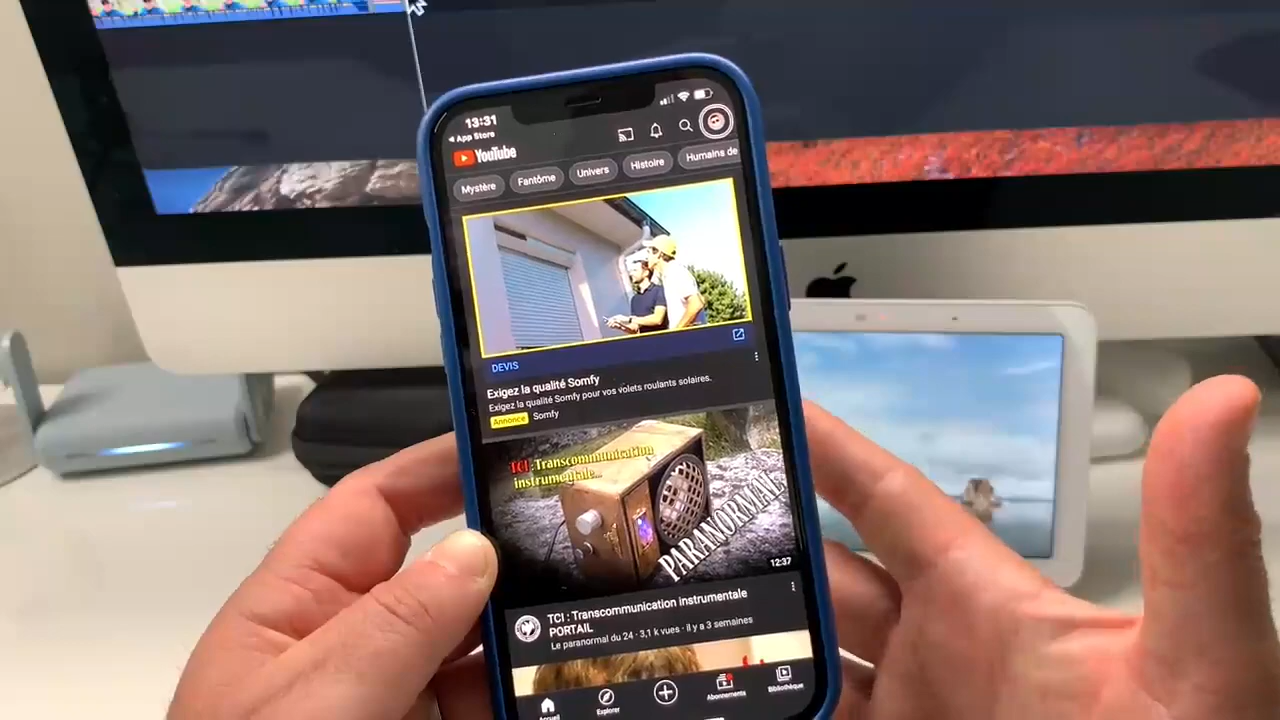 13:31
App Store
YouTube
Mystère
Fantôme
Univers
Histoire
Humains de
DEVIS
Exigez la qualité Somfy
Exigez la qualité Somfy pour vos volets roulants solaires.
Annonce Somfy
TCI : Transcommunication
instrumentale...
PARANORMAL
12:37
TCI : Transcommunication instrumentale
PORTAIL
Le paranormal du 24 · 3,1 k vues · il y a 3 semaines
Accueil
Explorer
Abonnements
Bibliothèque